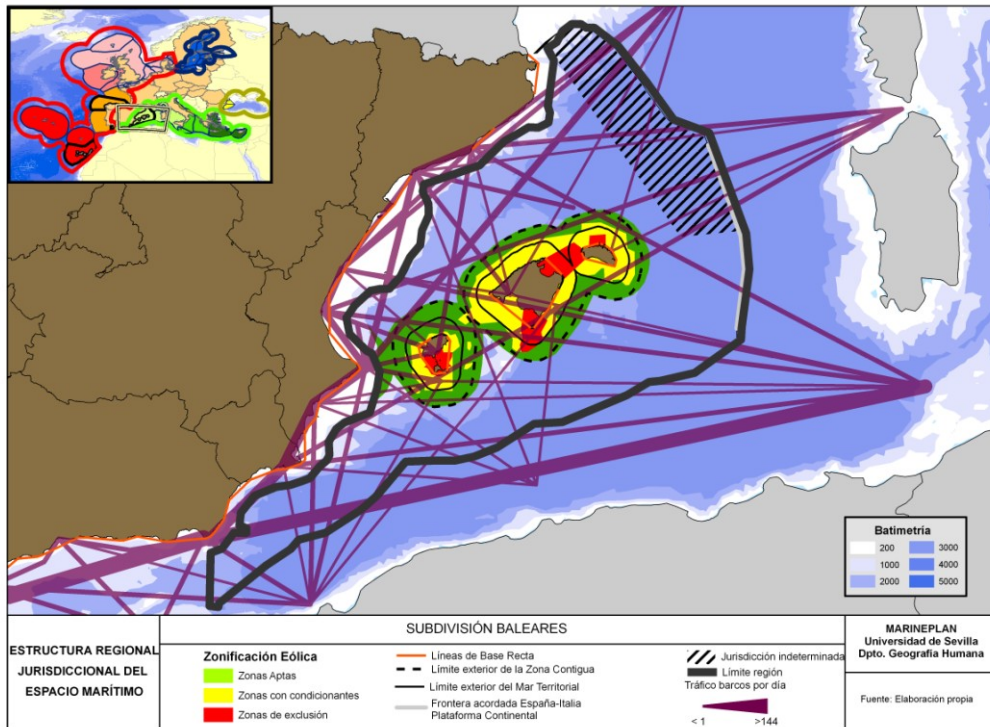 Batimetría
200 3000
1000 4000
2000 5000
ESTRUCTURA REGIONAL
JURISDICCIONAL DEL
ESPACIO MARÍTIMO
SUBDIVISIÓN BALEARES
Zonificación Eólica
Zonas Aptas
Zonas con condicionantes
Zonas de exclusión
Líneas de Base Recta
Límite exterior de la Zona Contigua
Límite exterior del Mar Territorial
Frontera acordada España-Italia
Plataforma Continental
Jurisdicción indeterminada
Límite región
Tráfico barcos por día
< 1 >144
MARINEPLAN
Universidad de Sevilla
Dpto. Geografía Humana
Fuente: Elaboración propia